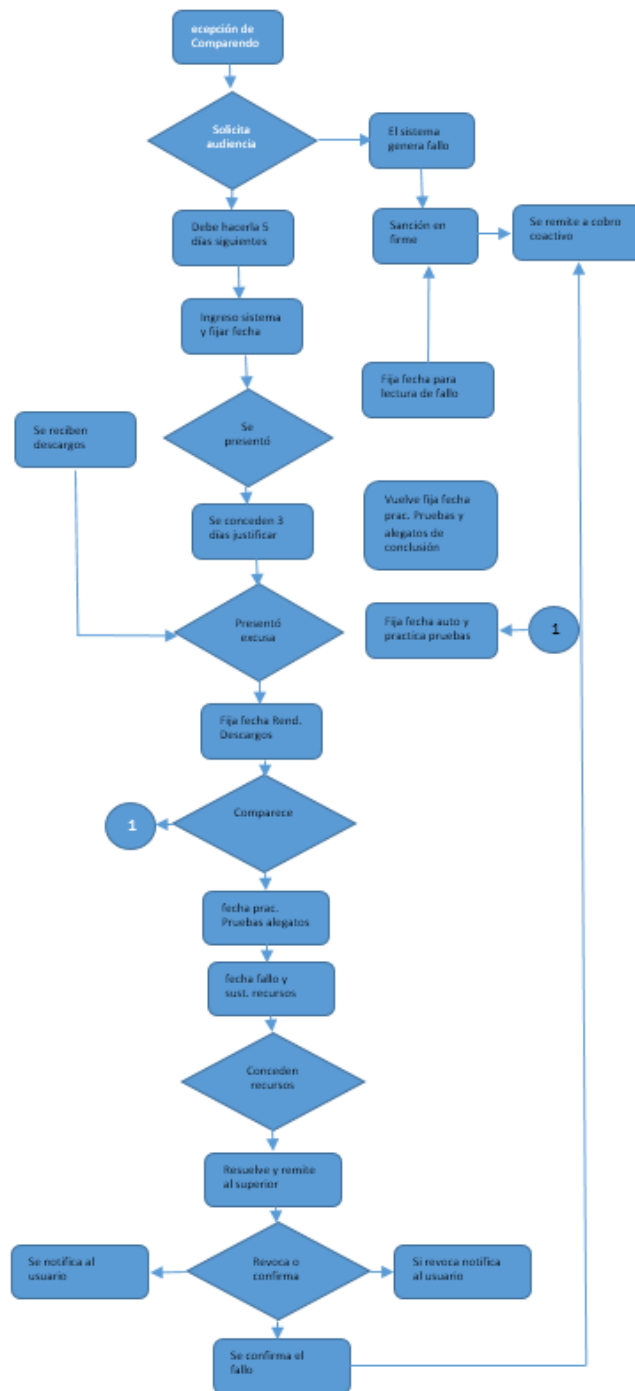 ecepción de
Comparendo
Solicita
audiencia
El sistema
genera fallo
Debe hacerla 5
días siguientes
Sanción en
firme
Se remite a cobro
coactivo
Ingreso sistema
y fijar fecha
Fija fecha para
lectura de fallo
Se reciben
descargos
Se
presentó
Se conceden 3
días justificar
Vuelve fija fecha
prac. Pruebas y
alegatos de
conclusión
Presentó
excusa
Fija fecha auto y
practica pruebas
1
Fija fecha Rend.
Descargos
1
Comparece
fecha prac.
Pruebas alegatos
fecha fallo y
sust. recursos
Conceden
recursos
Resuelve y remite
al superior
Se notifica al
usuario
Revoca o
confirma
Si revoca notifica
al usuario
Se confirma el
fallo